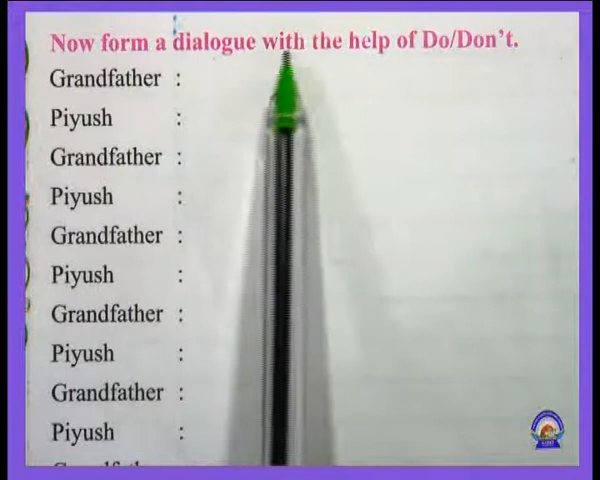 Now form a dialogue with the help of Do/Don't.
Grandfather :
Piyush :
Grandfather :
Piyush :
Grandfather :
Piyush :
Grandfather :
Piyush :
Grandfather :
Piyush :